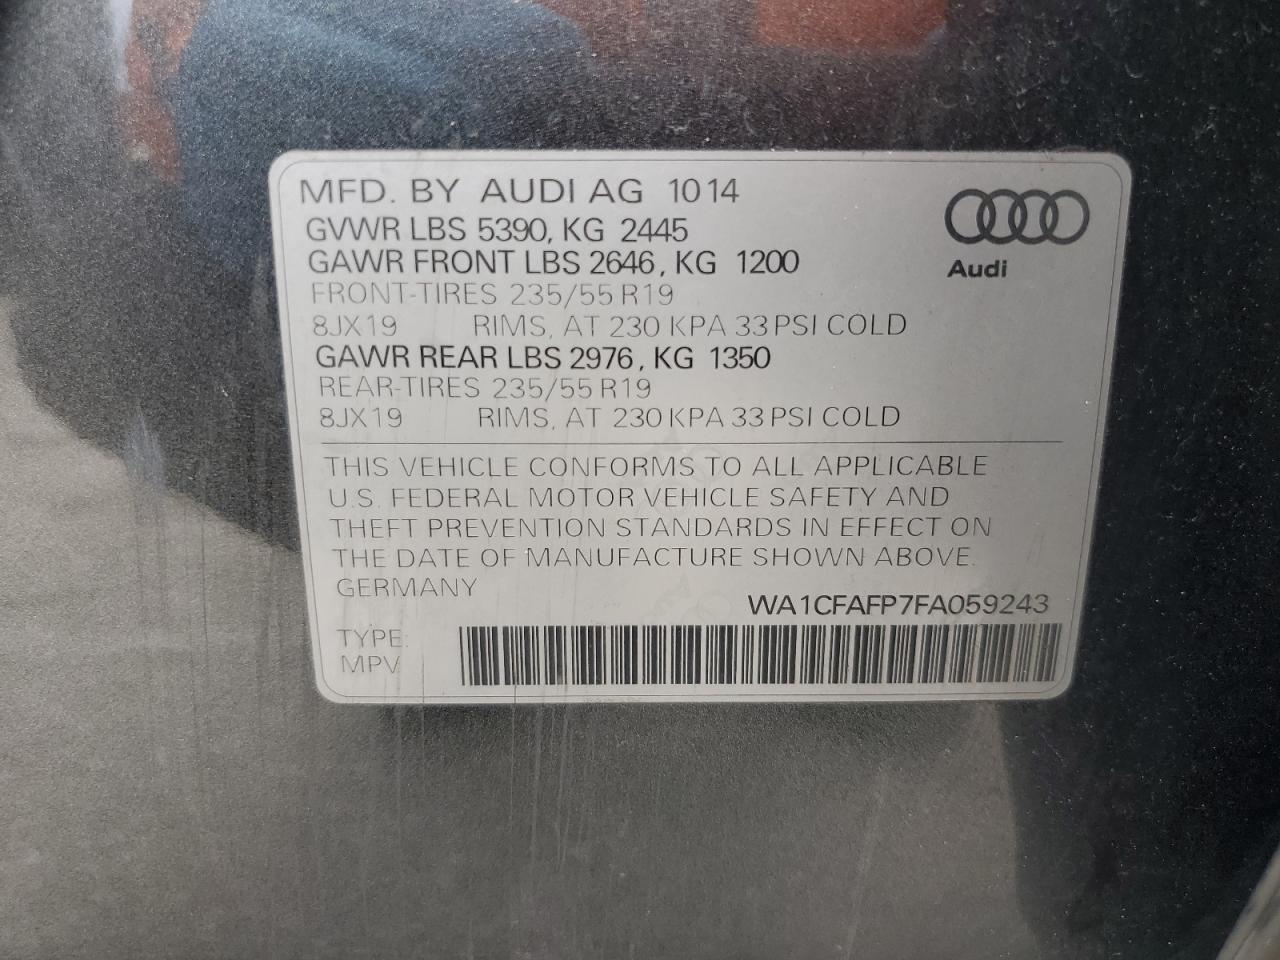 MFD. BY AUDI AG 1014
GVWR LBS 5390, KG 2445
GAWR FRONT LBS 2646, KG 1200
FRONT-TIRES 235/55 R19
8JX19 RIMS, AT 230 KPA 33 PSI COLD
GAWR REAR LBS 2976, KG 1350
REAR-TIRES 235/55 R19
8JX19 RIMS, AT 230 KPA 33 PSI COLD
Audi
THIS VEHICLE CONFORMS TO ALL APPLICABLE
U.S. FEDERAL MOTOR VEHICLE SAFETY AND
THEFT PREVENTION STANDARDS IN EFFECT ON
THE DATE OF MANUFACTURE SHOWN ABOVE.
GERMANY
WA1CFAFP7FA059243
TYPE:
MPV